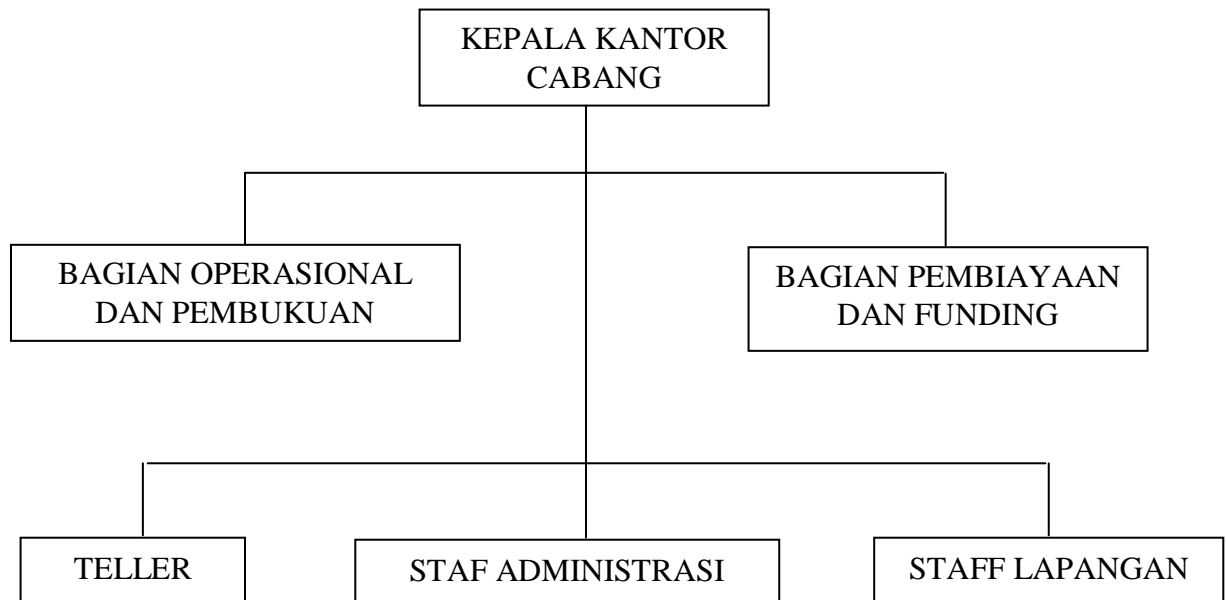 KEPALA KANTOR
CABANG
BAGIAN OPERASIONAL
DAN PEMBUKUAN
BAGIAN PEMBIAYAAN
DAN FUNDING
TELLER
STAF ADMINISTRASI
STAFF LAPANGAN